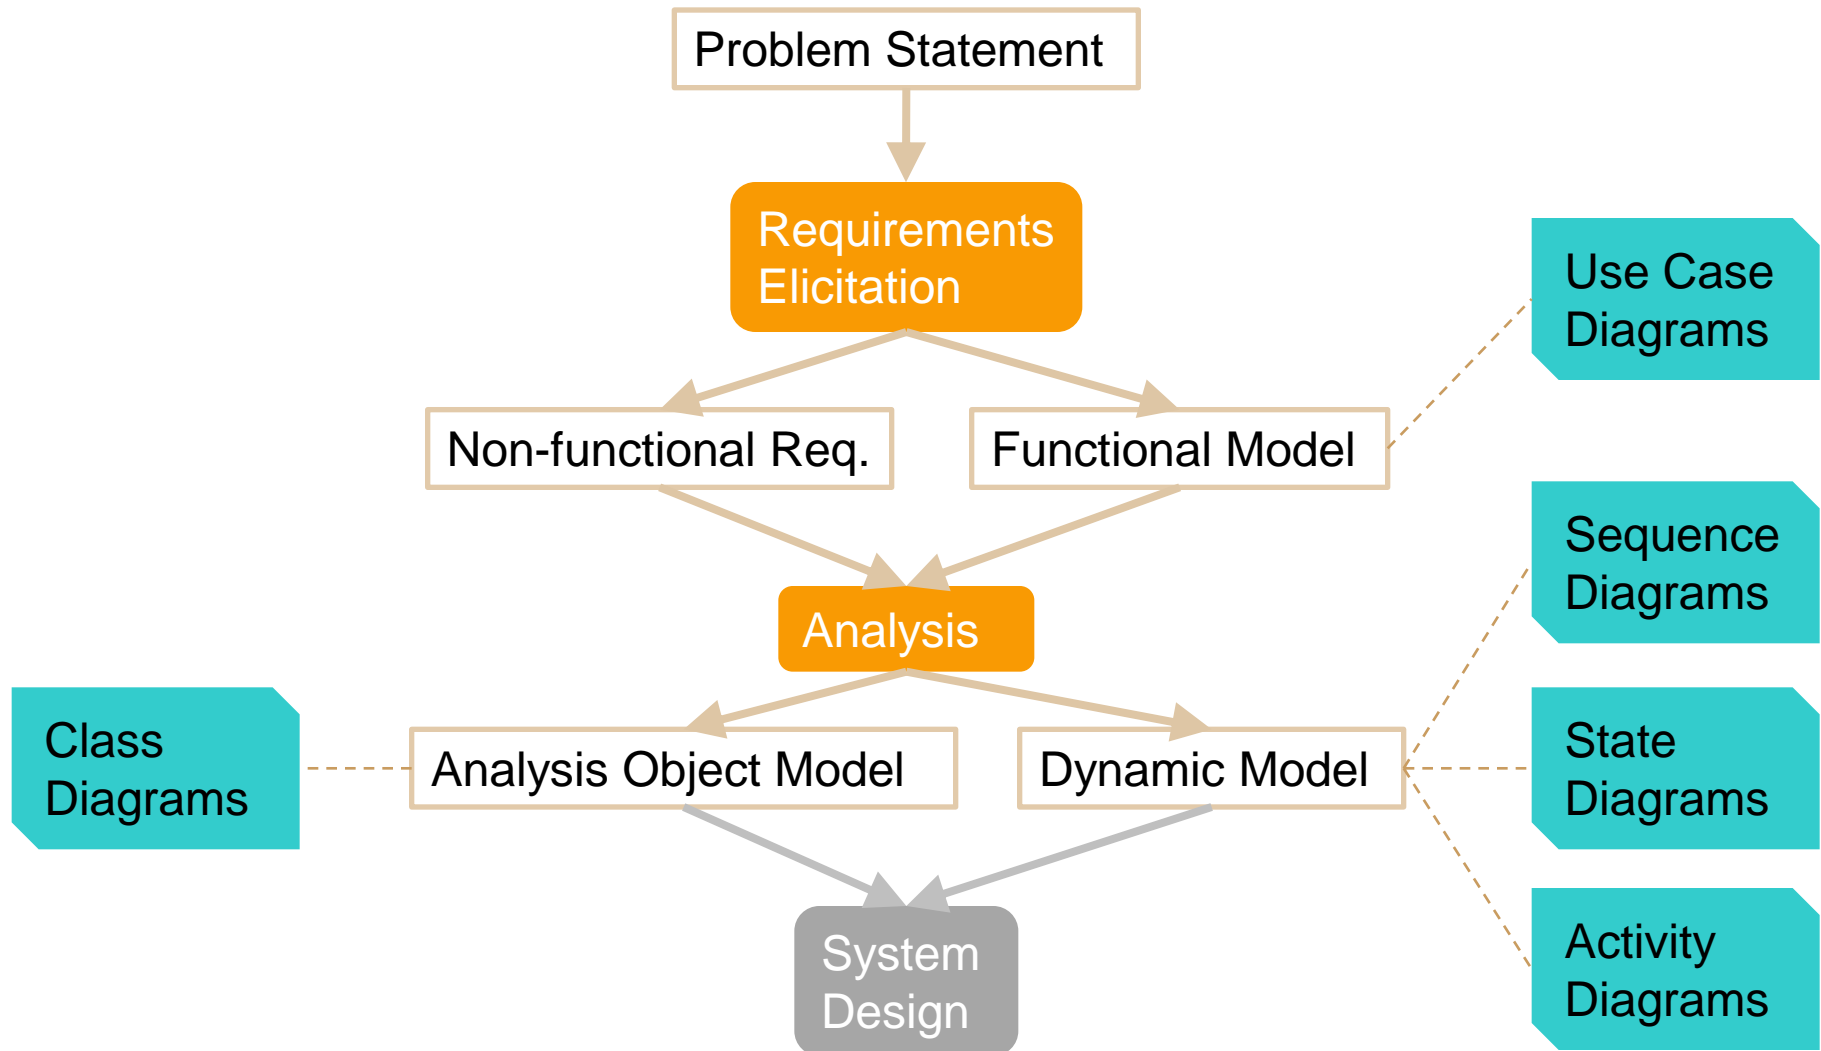 Problem Statement
Requirements
Elicitation
Use Case
Diagrams
Non-functional Req.
Functional Model
Sequence
Diagrams
Analysis
Class
Diagrams
Analysis Object Model
Dynamic Model
State
Diagrams
System
Design
Activity
Diagrams